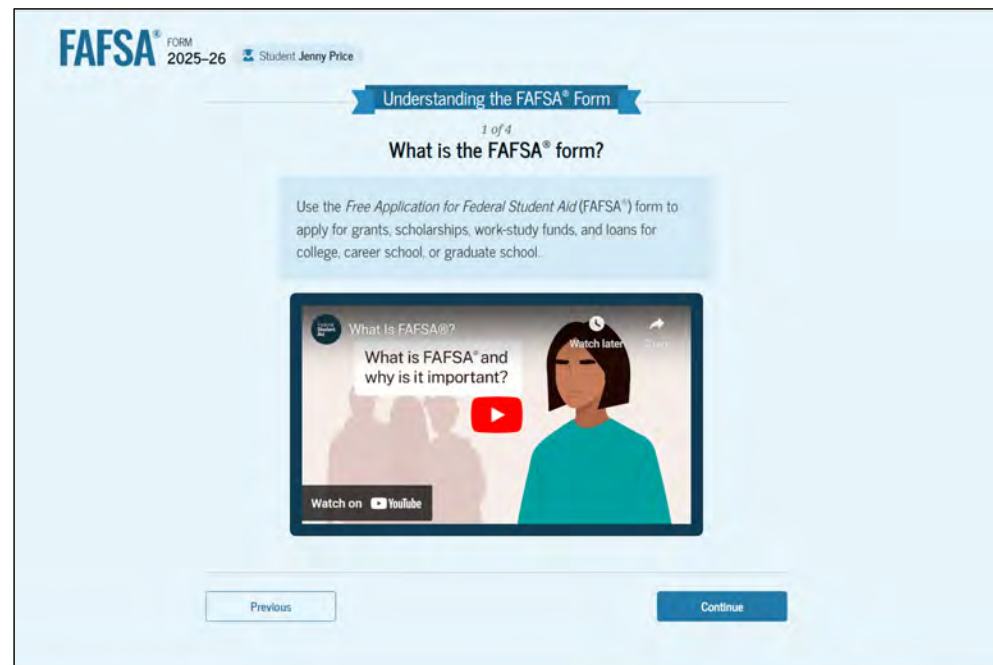 FAFSA® FORM
2025–26 Student Jenny Price
Understanding the FAFSA® Form
1 of 4
What is the FAFSA® form?
Use the Free Application for Federal Student Aid (FAFSA®) form to
apply for grants, scholarships, work-study funds, and loans for
college, career school, or graduate school.
Federal Student Aid
What Is FAFSA®?
Watch later
What is FAFSA® and
why is it important?
Watch on YouTube
Previous
Continue